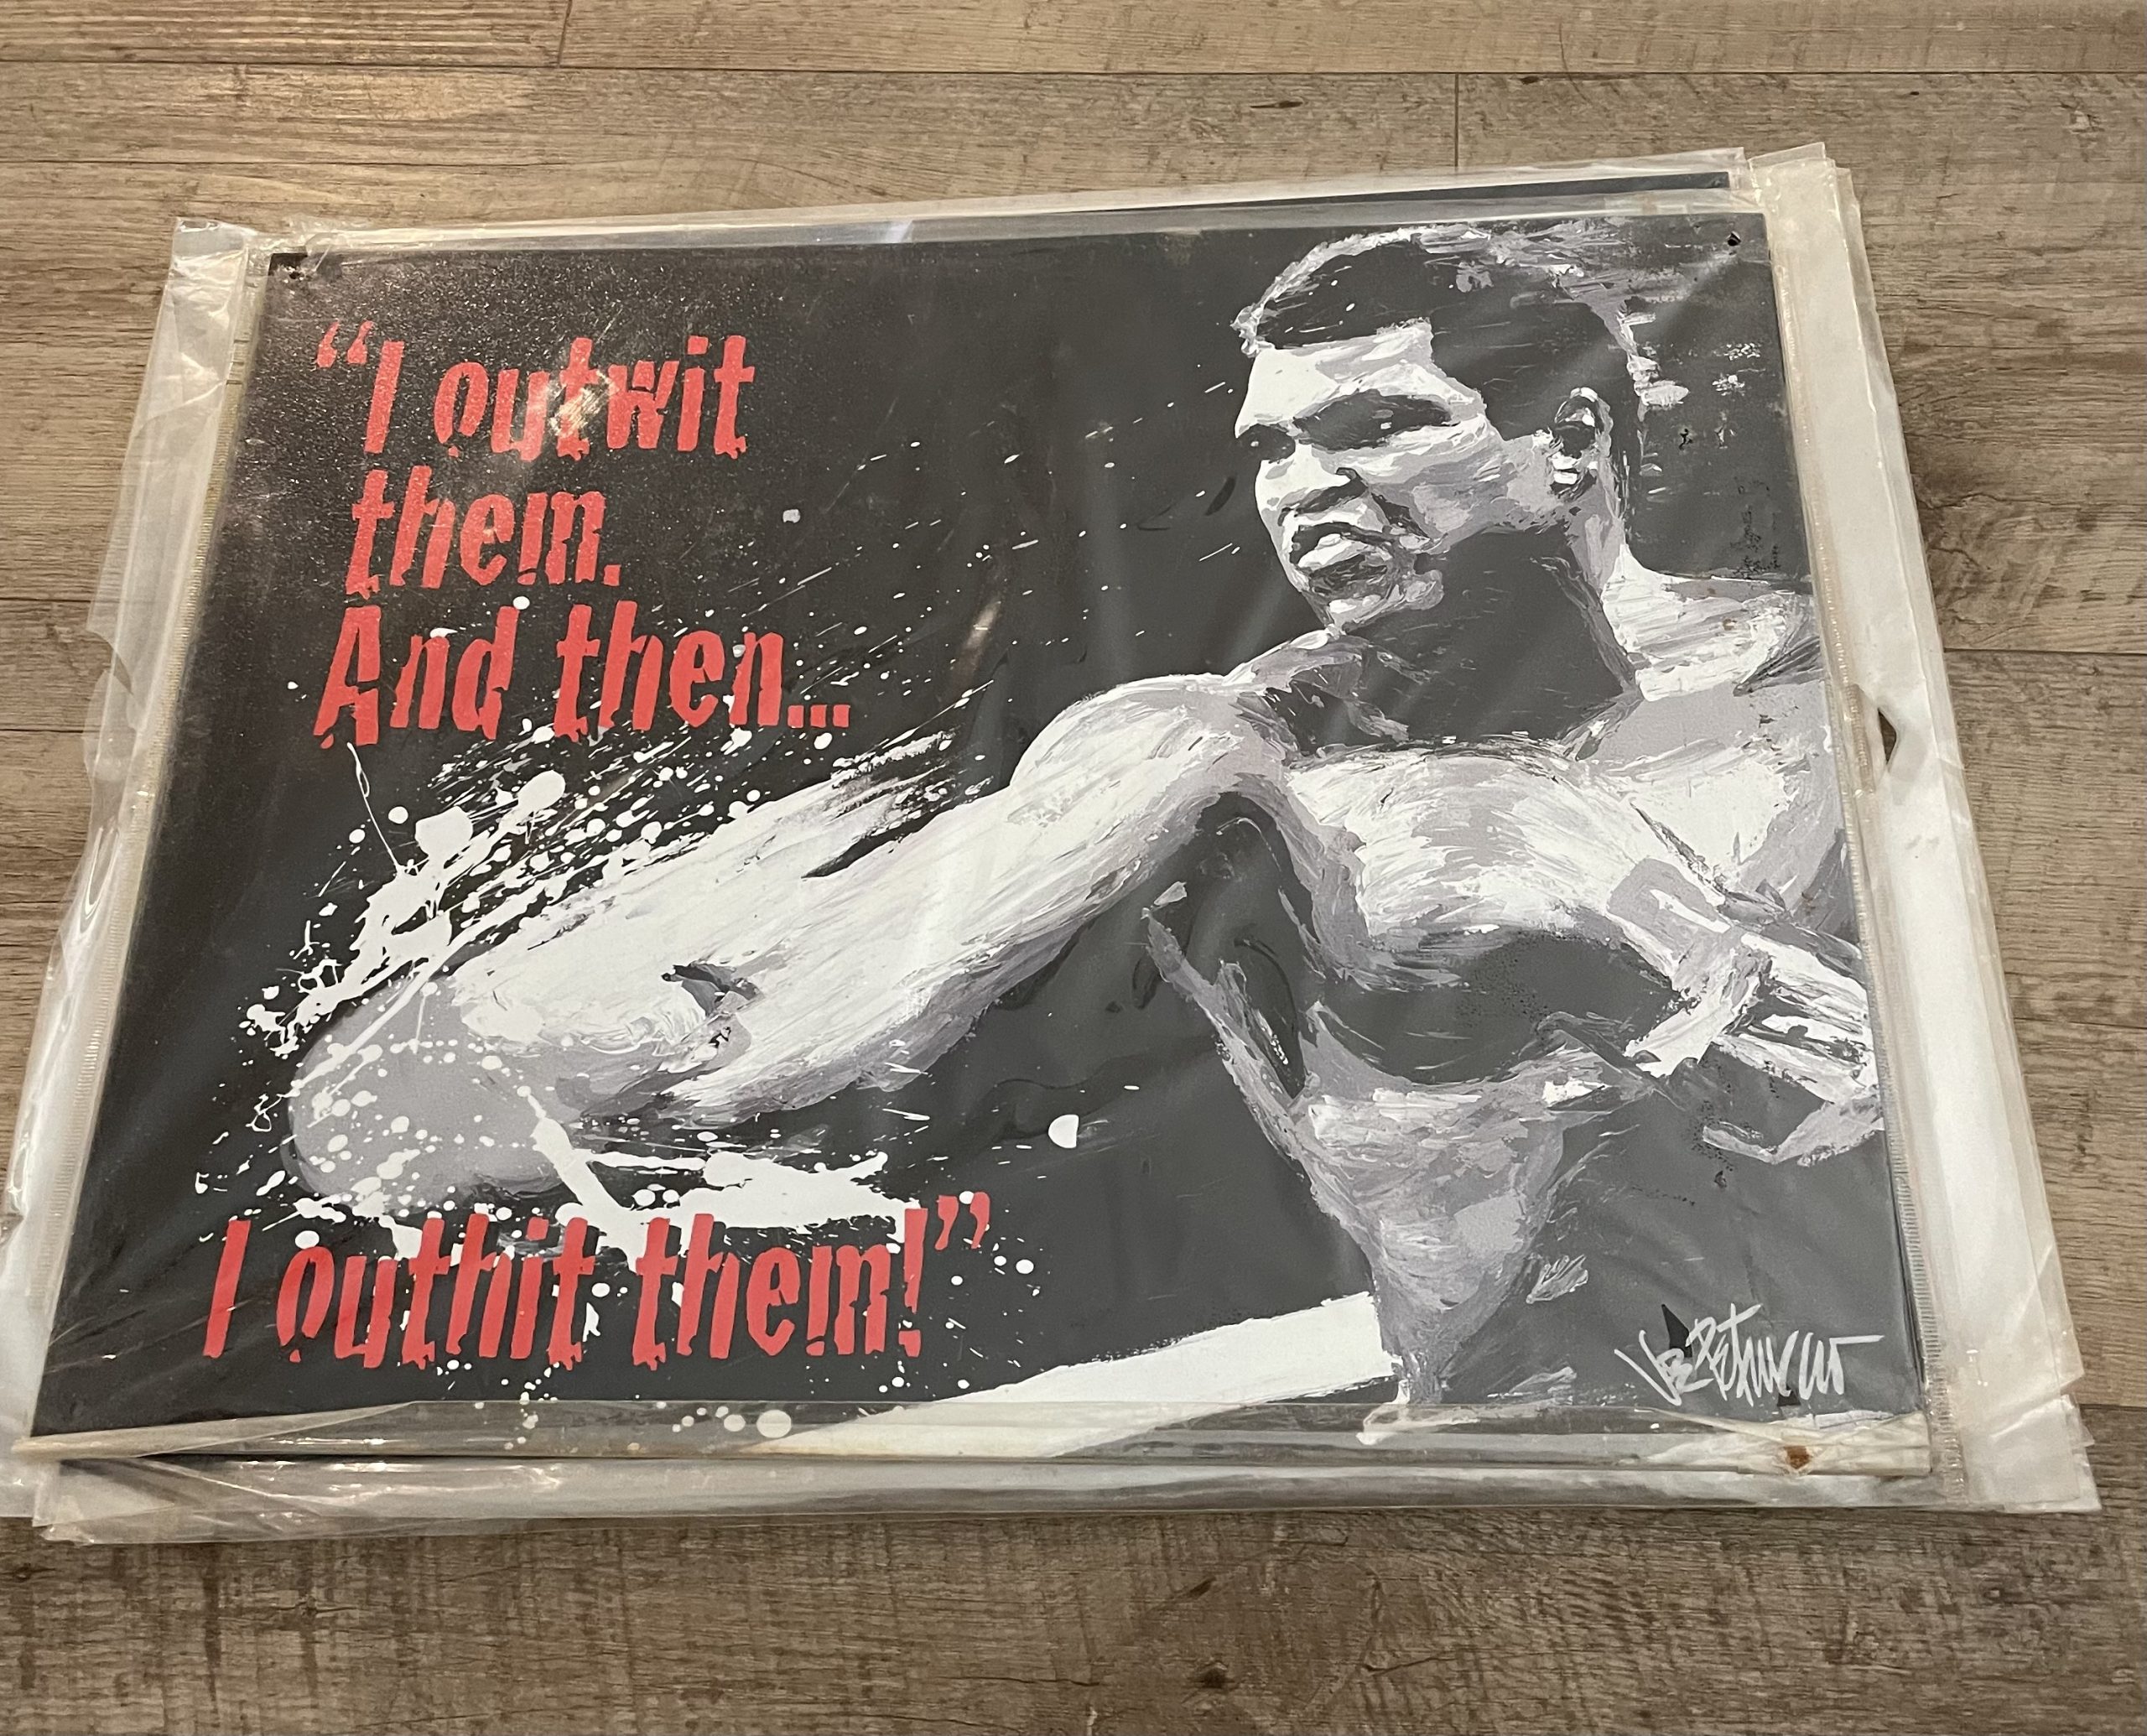 “I outwit
them.
And then...
I outhit them!”